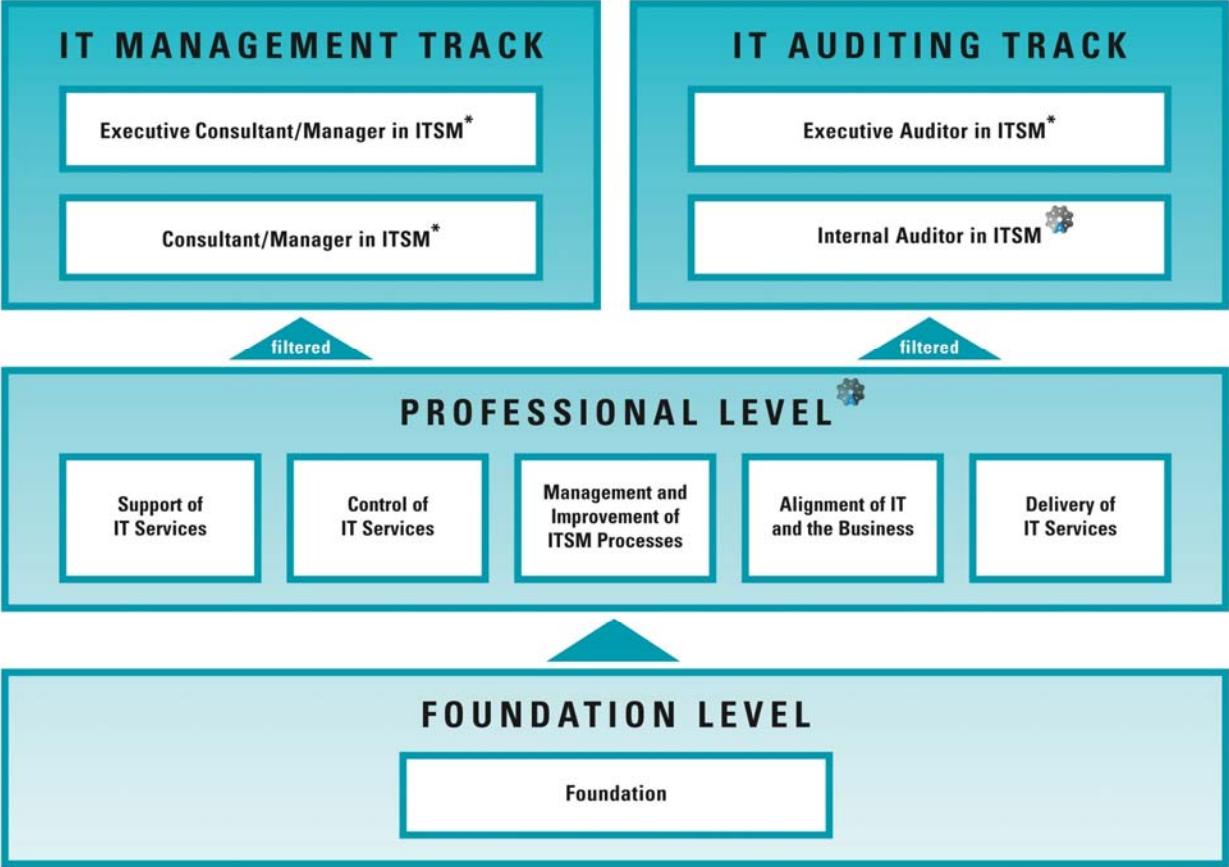 IT MANAGEMENT TRACK
Executive Consultant/Manager in ITSM*
Consultant/Manager in ITSM*
IT AUDITING TRACK
Executive Auditor in ITSM*
Internal Auditor in ITSM
filtered
filtered
PROFESSIONAL LEVEL
Support of
IT Services
Control of
IT Services
Management and
Improvement of
ITSM Processes
Alignment of IT
and the Business
Delivery of
IT Services
FOUNDATION LEVEL
Foundation